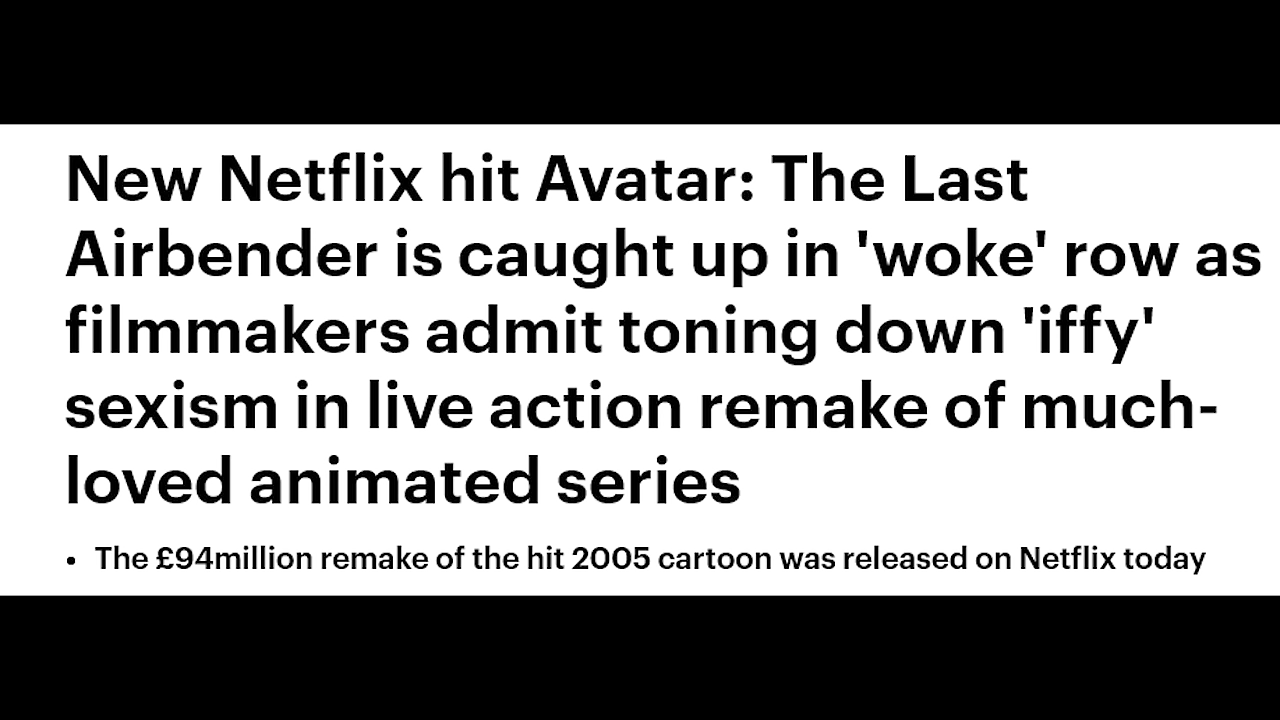 New Netflix hit Avatar: The Last
Airbender is caught up in 'woke' row as
filmmakers admit toning down 'iffy'
sexism in live action remake of much-
loved animated series
• The £94million remake of the hit 2005 cartoon was released on Netflix today